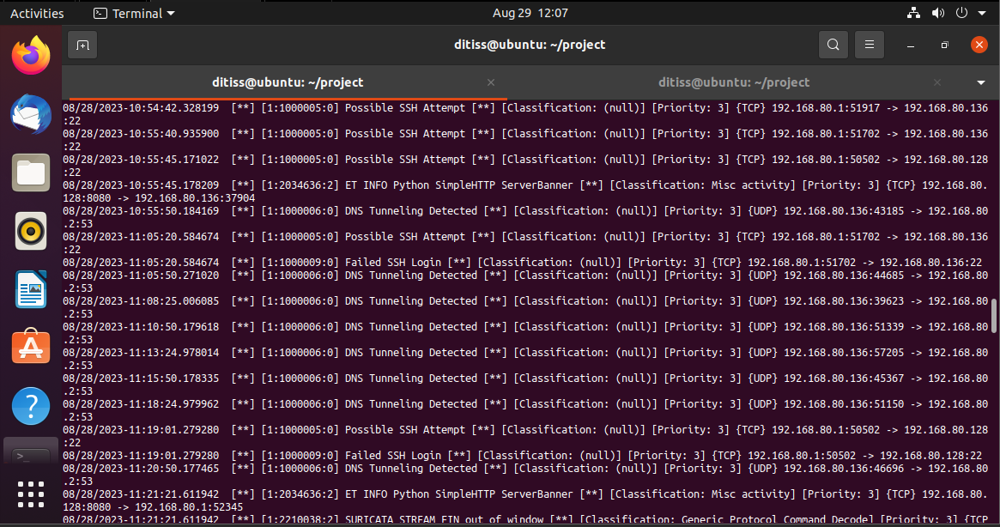 Activities
Terminal
Aug 29 12:07
ditiss@ubuntu: ~/project
ditiss@ubuntu: ~/project
ditiss@ubuntu: ~/project
08/28/2023-10:54:42.328199 [**] [1:1000005:0] Possible SSH Attempt [**] [Classification: (null)] [Priority: 3] {TCP} 192.168.80.1:51917 -> 192.168.80.136
:22
08/28/2023-10:55:40.935900 [**] [1:1000005:0] Possible SSH Attempt [**] [Classification: (null)] [Priority: 3] {TCP} 192.168.80.1:51702 -> 192.168.80.136
:22
08/28/2023-10:55:45.171022 [**] [1:1000005:0] Possible SSH Attempt [**] [Classification: (null)] [Priority: 3] {TCP} 192.168.80.1:50502 -> 192.168.80.128
:22
08/28/2023-10:55:45.178209 [**] [1:2034636:2] ET INFO Python SimpleHTTP ServerBanner [**] [Classification: Misc activity] [Priority: 3] {TCP} 192.168.80.
128:8080 -> 192.168.80.136:37904
08/28/2023-10:55:50.184169 [**] [1:1000006:0] DNS Tunneling Detected [**] [Classification: (null)] [Priority: 3] {UDP} 192.168.80.136:43185 -> 192.168.80
.2:53
08/28/2023-11:05:20.584674 [**] [1:1000005:0] Possible SSH Attempt [**] [Classification: (null)] [Priority: 3] {TCP} 192.168.80.1:51702 -> 192.168.80.136
:22
08/28/2023-11:05:20.584674 [**] [1:1000009:0] Failed SSH Login [**] [Classification: (null)] [Priority: 3] {TCP} 192.168.80.1:51702 -> 192.168.80.136:22
08/28/2023-11:05:50.271020 [**] [1:1000006:0] DNS Tunneling Detected [**] [Classification: (null)] [Priority: 3] {UDP} 192.168.80.136:44685 -> 192.168.80
.2:53
08/28/2023-11:08:25.006085 [**] [1:1000006:0] DNS Tunneling Detected [**] [Classification: (null)] [Priority: 3] {UDP} 192.168.80.136:39623 -> 192.168.80
.2:53
08/28/2023-11:10:50.179618 [**] [1:1000006:0] DNS Tunneling Detected [**] [Classification: (null)] [Priority: 3] {UDP} 192.168.80.136:51339 -> 192.168.80
.2:53
08/28/2023-11:13:24.978014 [**] [1:1000006:0] DNS Tunneling Detected [**] [Classification: (null)] [Priority: 3] {UDP} 192.168.80.136:57205 -> 192.168.80
.2:53
08/28/2023-11:15:50.178335 [**] [1:1000006:0] DNS Tunneling Detected [**] [Classification: (null)] [Priority: 3] {UDP} 192.168.80.136:45367 -> 192.168.80
.2:53
08/28/2023-11:18:24.979962 [**] [1:1000006:0] DNS Tunneling Detected [**] [Classification: (null)] [Priority: 3] {UDP} 192.168.80.136:51150 -> 192.168.80
.2:53
08/28/2023-11:19:01.279280 [**] [1:1000005:0] Possible SSH Attempt [**] [Classification: (null)] [Priority: 3] {TCP} 192.168.80.1:50502 -> 192.168.80.128
:22
08/28/2023-11:19:01.279280 [**] [1:1000009:0] Failed SSH Login [**] [Classification: (null)] [Priority: 3] {TCP} 192.168.80.1:50502 -> 192.168.80.128:22
08/28/2023-11:20:50.177465 [**] [1:1000006:0] DNS Tunneling Detected [**] [Classification: (null)] [Priority: 3] {UDP} 192.168.80.136:46696 -> 192.168.80
.2:53
08/28/2023-11:21:21.611942 [**] [1:2034636:2] ET INFO Python SimpleHTTP ServerBanner [**] [Classification: Misc activity] [Priority: 3] {TCP} 192.168.80.
128:8080 -> 192.168.80.1:52345
08/28/2023-11:21:21.611942 [**] [1:2210038:2] SURICATA STREAM FIN out of window [**] [Classification: Generic Protocol Command Decode] [Priority: 3] {TCP